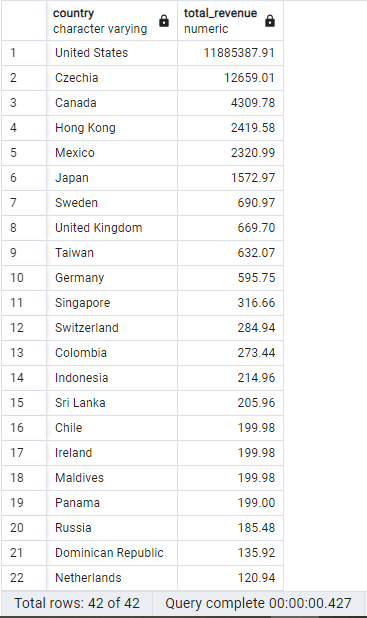 country total_revenue
character varying numeric
1 United States 11885387.91
2 Czechia 12659.01
3 Canada 4309.78
4 Hong Kong 2419.58
5 Mexico 2320.99
6 Japan 1572.97
7 Sweden 690.97
8 United Kingdom 669.70
9 Taiwan 632.07
10 Germany 595.75
11 Singapore 316.66
12 Switzerland 284.94
13 Colombia 273.44
14 Indonesia 214.96
15 Sri Lanka 205.96
16 Chile 199.98
17 Ireland 199.98
18 Maldives 199.98
19 Panama 199.00
20 Russia 185.48
21 Dominican Republic 135.92
22 Netherlands 120.94
Total rows: 42 of 42 Query complete 00:00:00.427